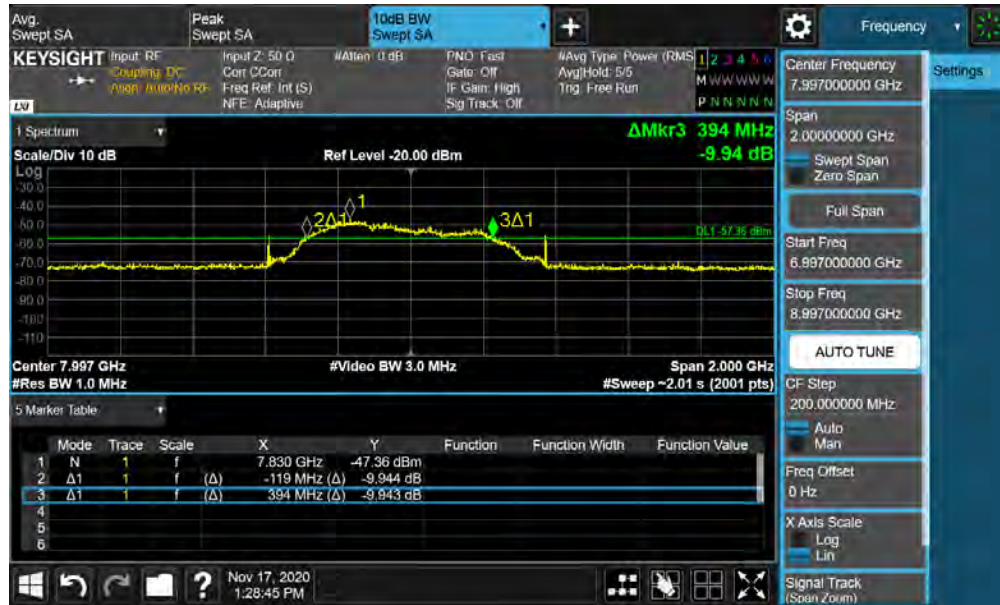 Avg.
Swept SA
Peak
Swept SA
10dB BW
Swept SA
Frequency
KEYSIGHT
Input: RF
Coupling: DC
Align: Auto/No RF
Input Z: 50 Ω
Corr CCorr
Freq Ref: Int (S)
NFE: Adaptive
#Atten: 0 dB
PNO: Fast
Gate: Off
IF Gain: High
Sig Track: Off
#Avg Type: Power (RMS
Avg|Hold: 5/5
Trig: Free Run
1 2 3 4 5 6
M W W W W W
P N N N N N
LXI
Center Frequency
7.997000000 GHz
Settings
Span
2.00000000 GHz
Swept Span
Zero Span
Full Span
Start Freq
6.997000000 GHz
Stop Freq
8.997000000 GHz
AUTO TUNE
CF Step
200.000000 MHz
Auto
Man
Freq Offset
0 Hz
X Axis Scale
Log
Lin
Signal Track
(Span Zoom)
1 Spectrum
ΔMkr3 394 MHz
-9.94 dB
Scale/Div 10 dB
Ref Level -20.00 dBm
Log
-30.0
-40.0
-50.0
-60.0
-70.0
-80.0
-90.0
-100
-110
1
2Δ1
3Δ1
DL1 -57.36 dBm
Center 7.997 GHz
#Video BW 3.0 MHz
Span 2.000 GHz
#Res BW 1.0 MHz
#Sweep ~2.01 s (2001 pts)
5 Marker Table
Mode Trace Scale X Y Function Function Width Function Value
1 N 1 f 7.830 GHz -47.36 dBm
2 Δ1 1 f (Δ) -119 MHz (Δ) -9.944 dB
3 Δ1 1 f (Δ) 394 MHz (Δ) -9.943 dB
4
5
6
?
Nov 17, 2020
1:28:45 PM